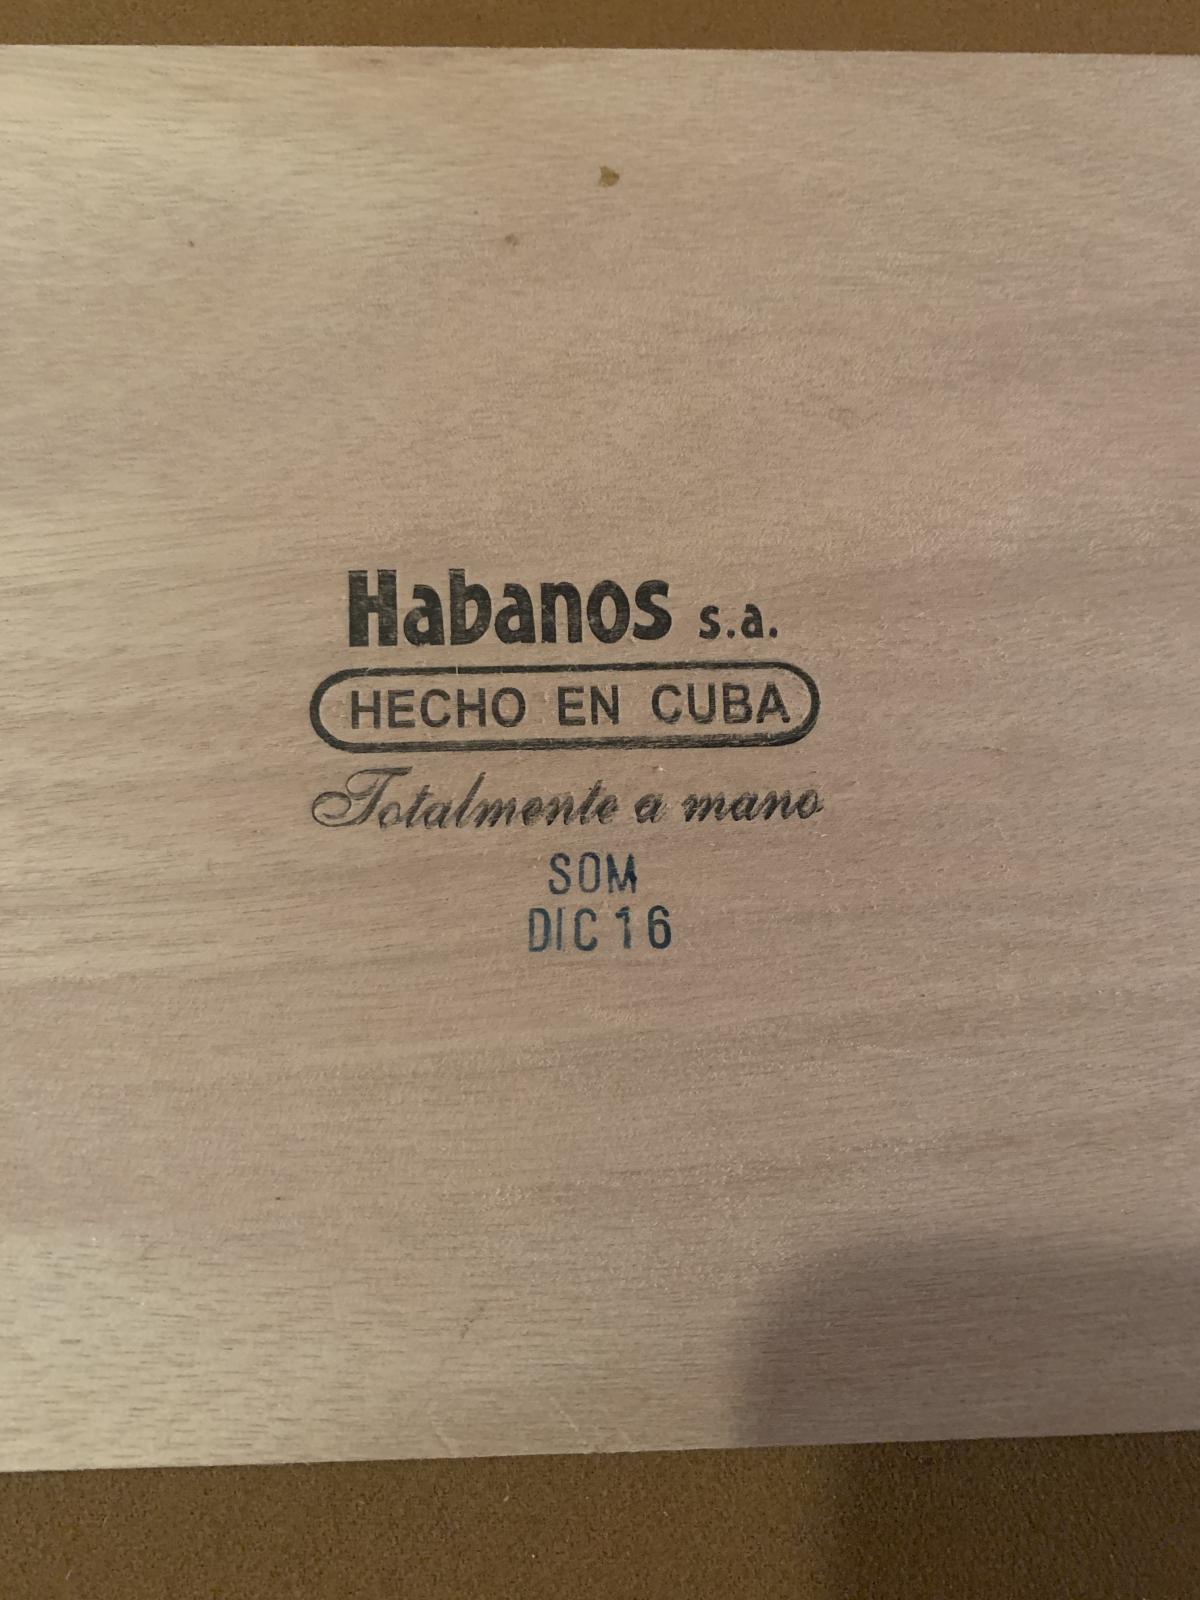 Habanos s.a.
HECHO EN CUBA
Totalmente a mano
SOM
DIC 16